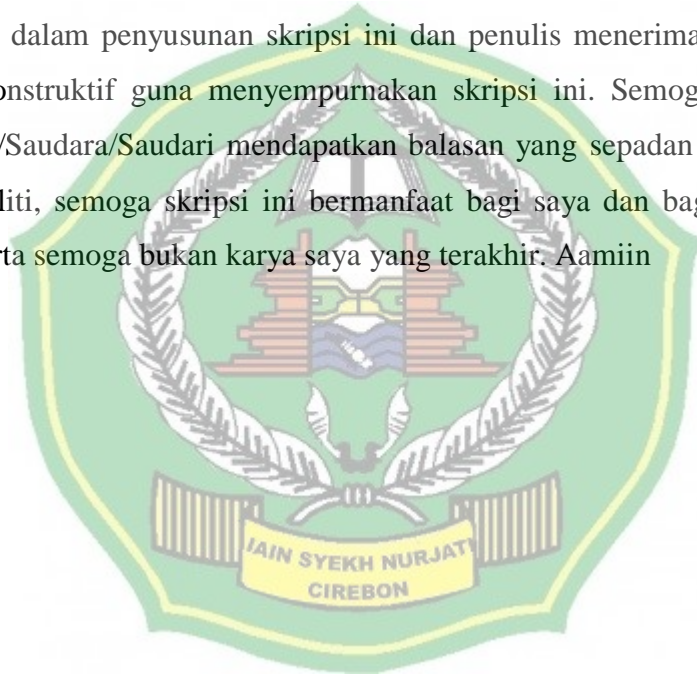 dalam penyusunan skripsi ini dan penulis menerima
onstruktif guna menyempurnakan skripsi ini. Semog
/Saudara/Saudari mendapatkan balasan yang sepadan
liti, semoga skripsi ini bermanfaat bagi saya dan bag
rta semoga bukan karya saya yang terakhir. Aamiin
IAIN SYEKH NURJATI
CIREBON